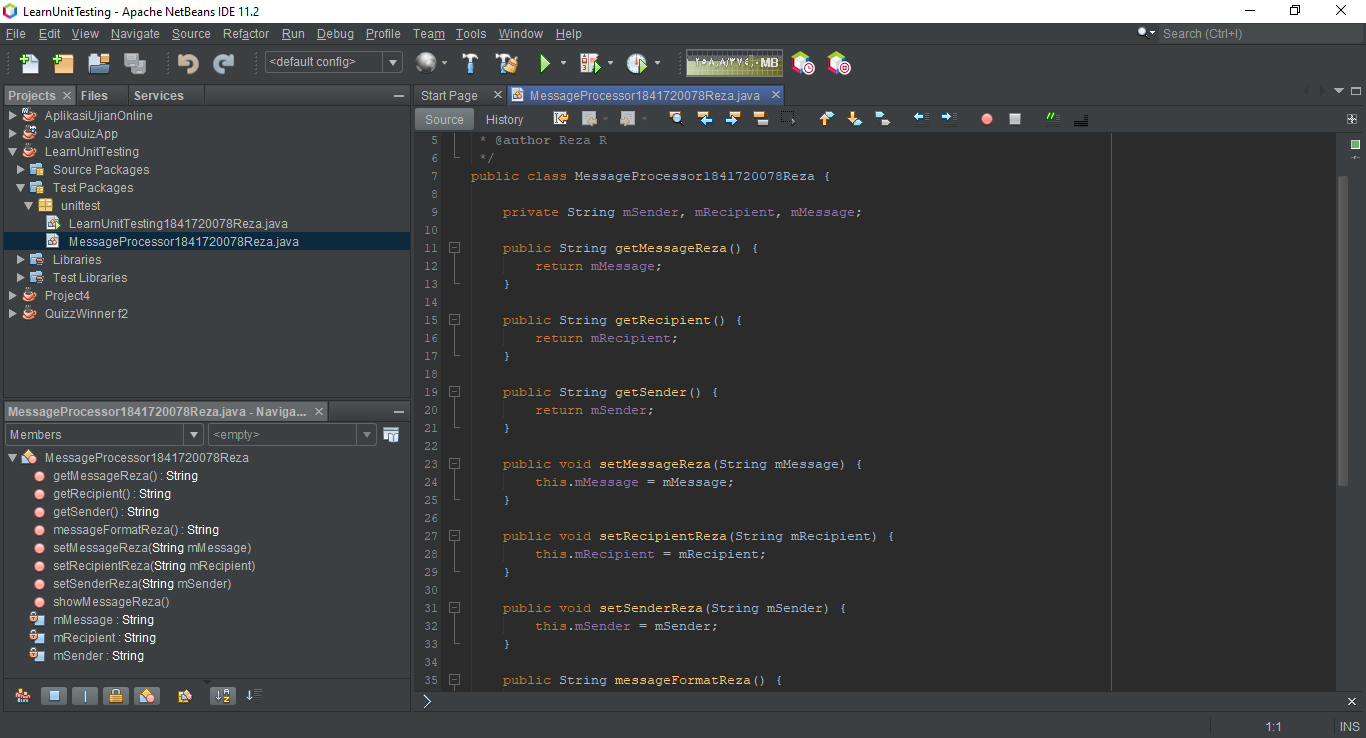 LearnUnitTesting - Apache NetBeans IDE 11.2
File Edit View Navigate Source Refactor Run Debug Profile Team Tools Window Help
Search (Ctrl+I)
<default config>
٢٥٨٫٨/٣٧٤٫٠MB
Projects Files Services
AplikasiUjianOnline
JavaQuizApp
LearnUnitTesting
Source Packages
Test Packages
unittest
LearnUnitTesting1841720078Reza.java
MessageProcessor1841720078Reza.java
Libraries
Test Libraries
Project4
QuizzWinner f2
MessageProcessor1841720078Reza.java - Naviga...
Members <empty>
MessageProcessor1841720078Reza
getMessageReza() : String
getRecipient() : String
getSender() : String
messageFormatReza() : String
setMessageReza(String mMessage)
setRecipientReza(String mRecipient)
setSenderReza(String mSender)
showMessageReza()
mMessage : String
mRecipient : String
mSender : String
Start Page MessageProcessor1841720078Reza.java
Source History
5 * @author Reza R
6 */
7 public class MessageProcessor1841720078Reza {
8
9 private String mSender, mRecipient, mMessage;
10
11 public String getMessageReza() {
12 return mMessage;
13 }
14
15 public String getRecipient() {
16 return mRecipient;
17 }
18
19 public String getSender() {
20 return mSender;
21 }
22
23 public void setMessageReza(String mMessage) {
24 this.mMessage = mMessage;
25 }
26
27 public void setRecipientReza(String mRecipient) {
28 this.mRecipient = mRecipient;
29 }
30
31 public void setSenderReza(String mSender) {
32 this.mSender = mSender;
33 }
34
35 public String messageFormatReza() {
1:1 INS